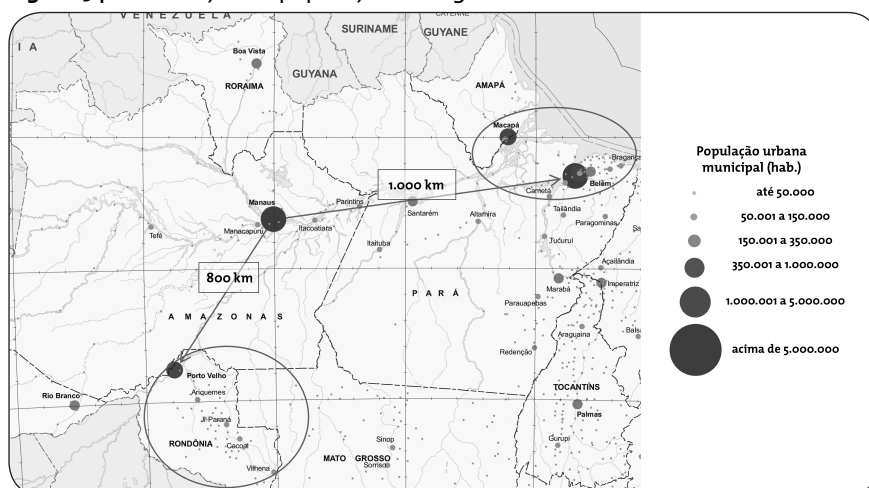 VENEZUELA
I A
SURINAME
GUYANE
GUYANA
Boa Vista
RORAIMA
AMAPÁ
Macapá
Bragança
Belém
1.000 km
Cametá
Manaus
Parintins
Santarém
Altamira
Tailândia
Paragominas
Manacapuru
Itacoatiara
Tefé
Itaituba
Jucuruí
800 km
Açailândia
Marabá
Imperatriz
PARÁ
Parauapebas
AMAZONAS
Araguaina
Redenção
Porto Velho
Ariquemes
TOCANTINS
Rio Branco
Palmas
Ji-Paraná
RONDÔNIA
Cacoal
Sinop
Gurupi
MATO GROSSO
Sorriso
Vilhena
População urbana
municipal (hab.)
até 50.000
50.001 a 150.000
150.001 a 350.000
350.001 a 1.000.000
1.000.001 a 5.000.000
acima de 5.000.000